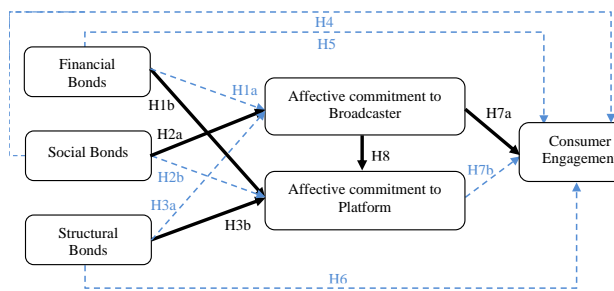 H4
H5
Financial
Bonds
H1a
H1b
Affective commitment to
Broadcaster
H7a
H2a
Social Bonds
Consumer
Engagement
H8
H2b
H7b
Affective commitment to
Platform
H3a
H3b
Structural
Bonds
H6